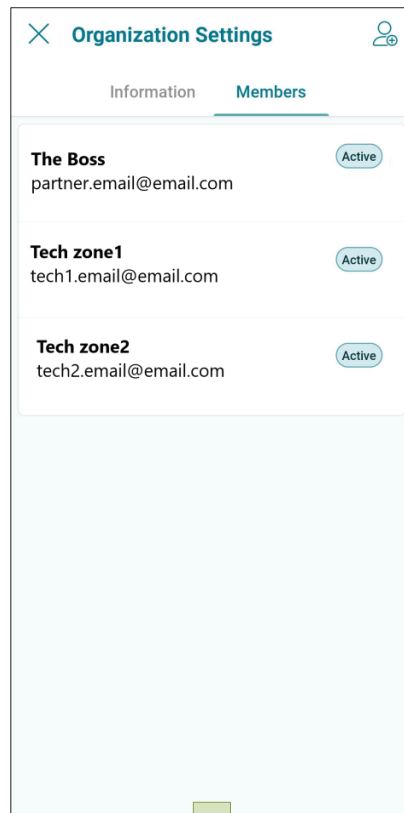 Organization Settings
Information Members
The Boss Active
partner.email@email.com
Tech zone1 Active
tech1.email@email.com
Tech zone2 Active
tech2.email@email.com